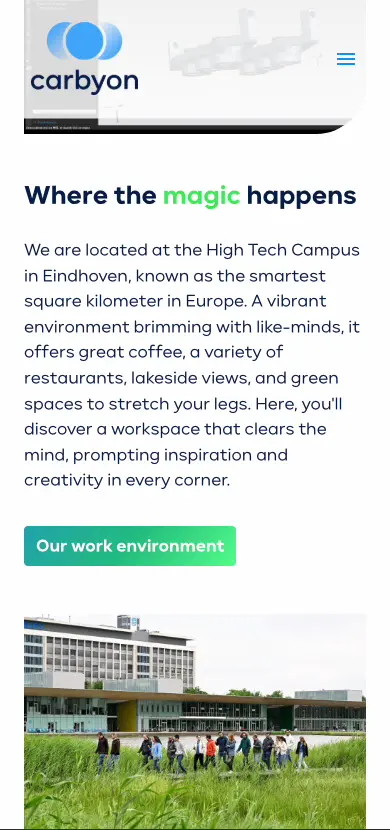 carbyon
Where the magic happens
We are located at the High Tech Campus
in Eindhoven, known as the smartest
square kilometer in Europe. A vibrant
environment brimming with like-minds, it
offers great coffee, a variety of
restaurants, lakeside views, and green
spaces to stretch your legs. Here, you'll
discover a workspace that clears the
mind, prompting inspiration and
creativity in every corner.
Our work environment